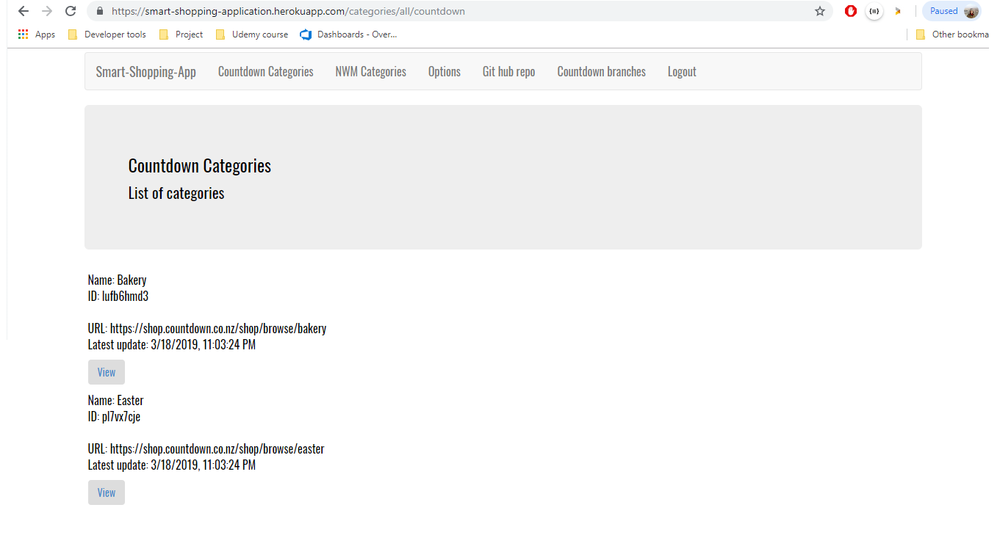 https://smart-shopping-application.herokuapp.com/categories/all/countdown
Paused
Apps Developer tools Project Udemy course Dashboards - Over... Other bookma
Smart-Shopping-App Countdown Categories NWM Categories Options Git hub repo Countdown branches Logout
Countdown Categories
List of categories
Name: Bakery
ID: lufb6hmd3
URL: https://shop.countdown.co.nz/shop/browse/bakery
Latest update: 3/18/2019, 11:03:24 PM
View
Name: Easter
ID: pl7vx7cje
URL: https://shop.countdown.co.nz/shop/browse/easter
Latest update: 3/18/2019, 11:03:24 PM
View